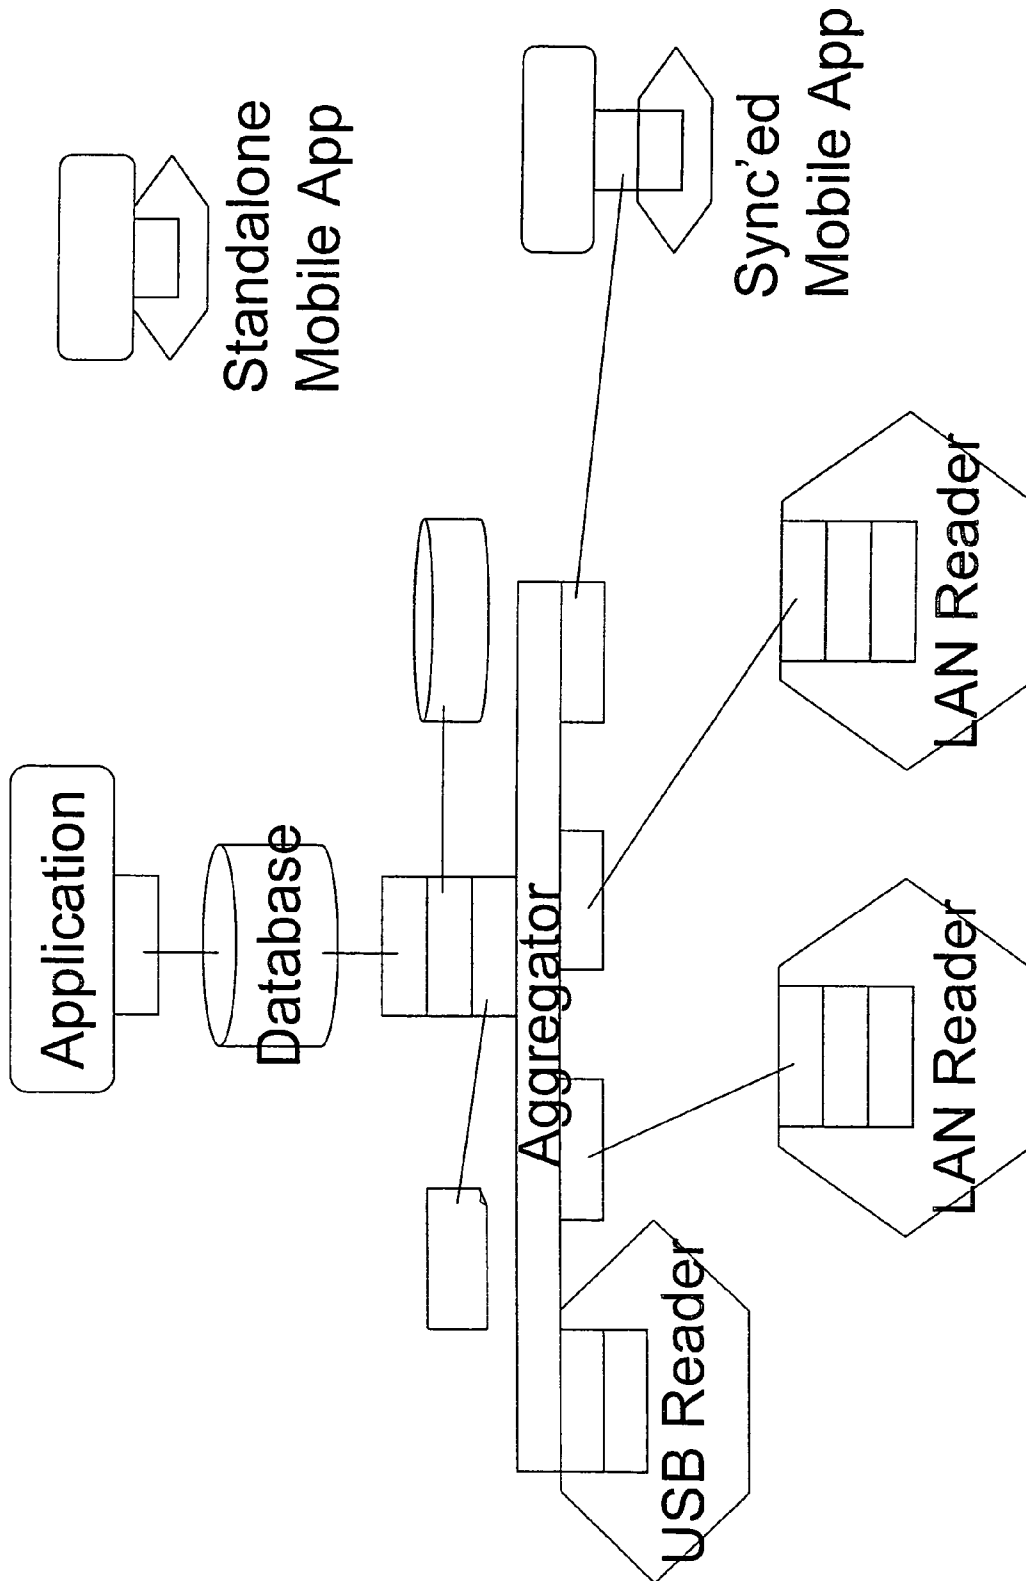 Application
Database
Aggregator
USB Reader
LAN Reader
LAN Reader
Standalone
Mobile App
Sync'ed
Mobile App